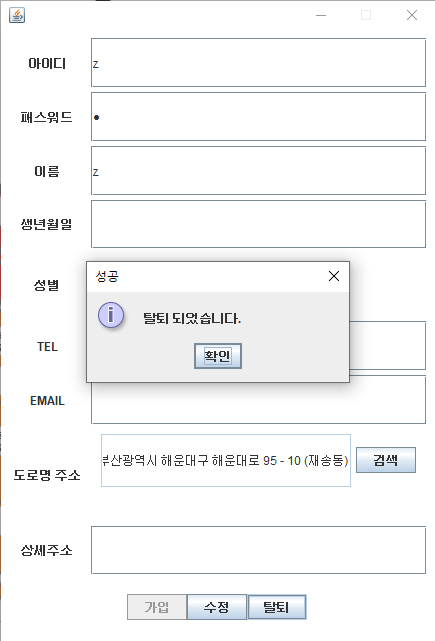 아이디
z
패스워드
●
이름
z
생년월일
성별
성공
탈퇴 되었습니다.
확인
TEL
EMAIL
도로명 주소
부산광역시 해운대구 해운대로 95 - 10 (재송동)
검색
상세주소
가입
수정
탈퇴